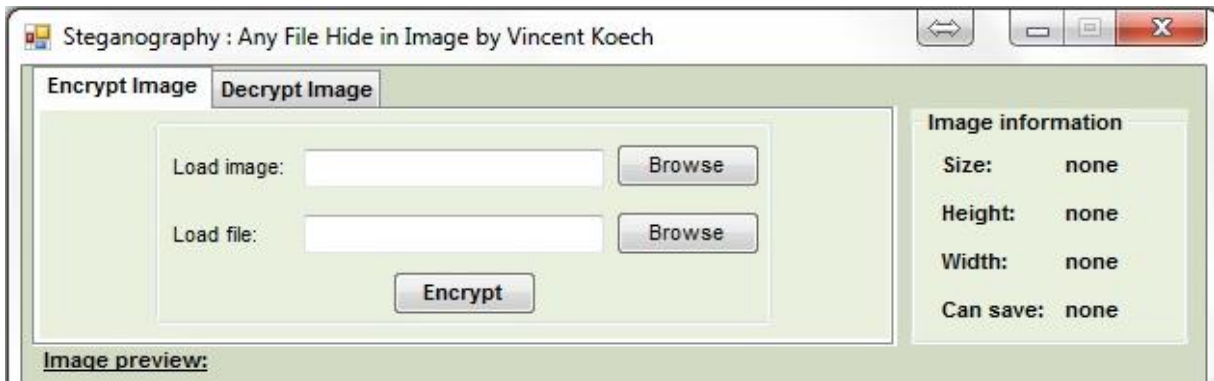 Steganography : Any File Hide in Image by Vincent Koech
Encrypt Image Decrypt Image
Load image: Browse
Load file: Browse
Encrypt
Image information
Size: none
Height: none
Width: none
Can save: none
Image preview: